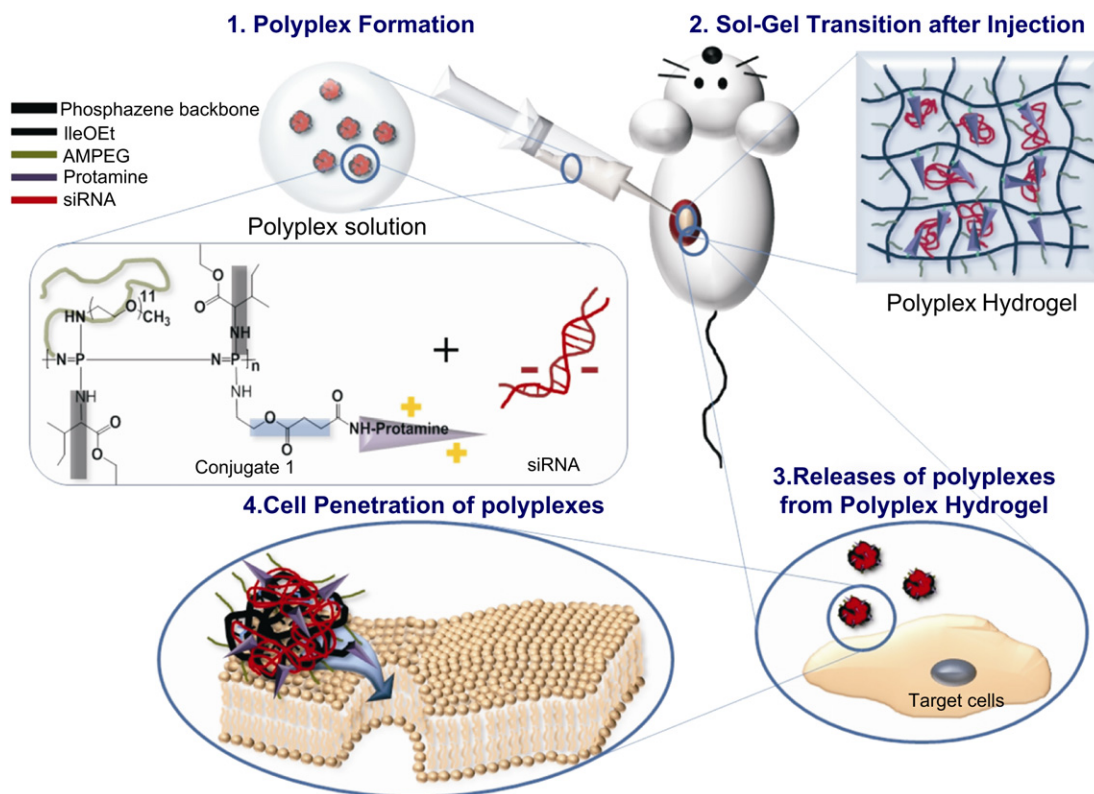 1. Polyplex Formation
2. Sol-Gel Transition after Injection
Phosphazene backbone
IleOEt
AMPEG
Protamine
siRNA
Polyplex solution
Polyplex Hydrogel
O
O
11
HN
O
CH3
NH
N=P
N=P
n
NH
NH
O
O
O
O
O
NH-Protamine
+
+
+
Conjugate 1
siRNA
3.Releases of polyplexes
from Polyplex Hydrogel
4.Cell Penetration of polyplexes
Target cells